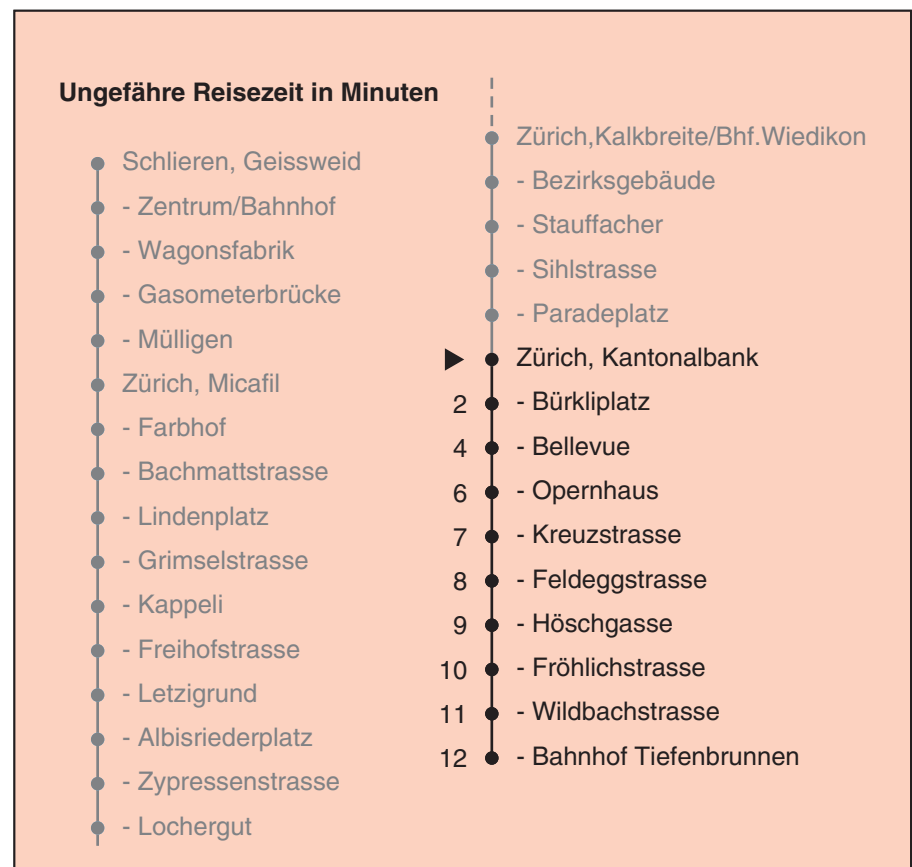 Ungefähre Reisezeit in Minuten
Schlieren, Geissweid
- Zentrum/Bahnhof
- Wagonsfabrik
- Gasometerbrücke
- Mülligen
Zürich, Micafil
- Farbhof
- Bachmattstrasse
- Lindenplatz
- Grimselstrasse
- Kappeli
- Freihofstrasse
- Letzigrund
- Albisriederplatz
- Zypressenstrasse
- Lochergut
Zürich,Kalkbreite/Bhf.Wiedikon
- Bezirksgebäude
- Stauffacher
- Sihlstrasse
- Paradeplatz
Zürich, Kantonalbank
2 - Bürkliplatz
4 - Bellevue
6 - Opernhaus
7 - Kreuzstrasse
8 - Feldeggstrasse
9 - Höschgasse
10 - Fröhlichstrasse
11 - Wildbachstrasse
12 - Bahnhof Tiefenbrunnen